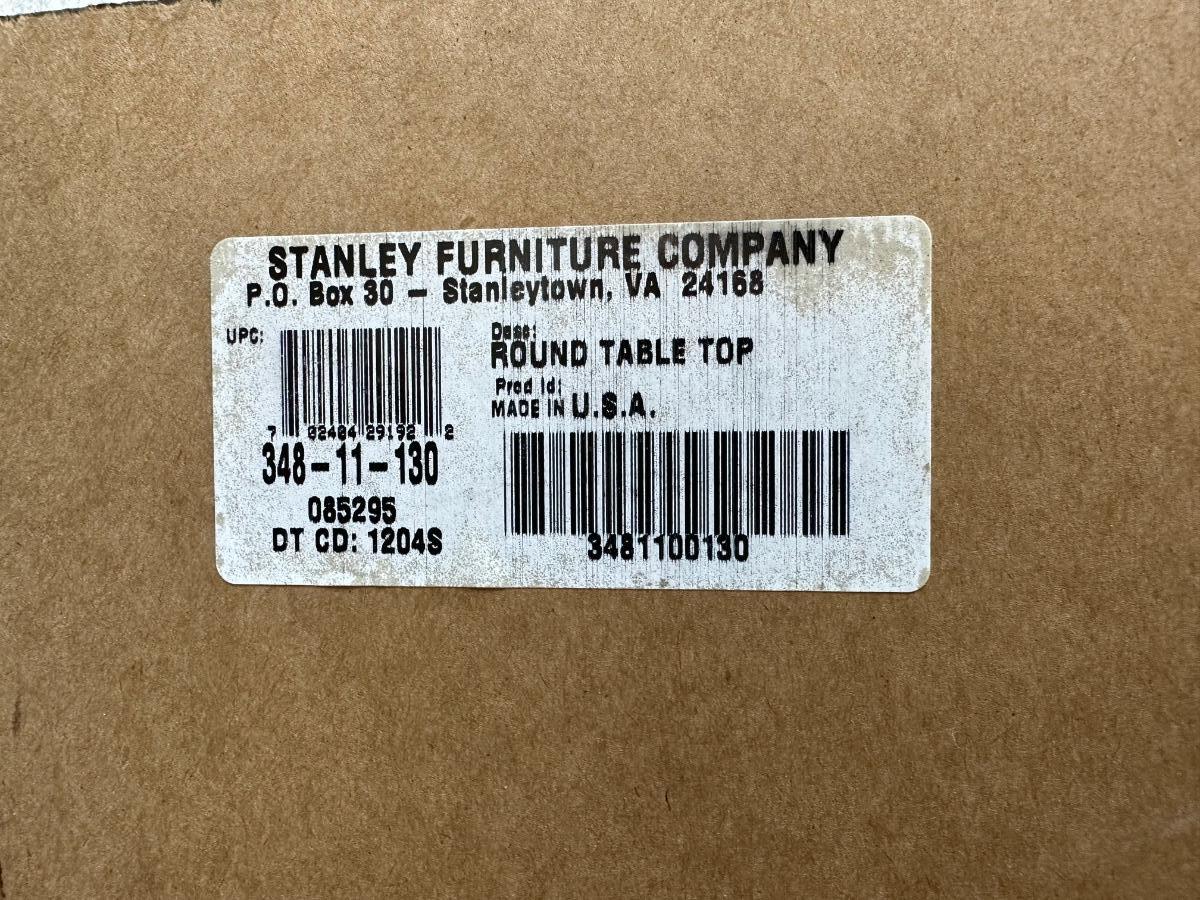 STANLEY FURNITURE COMPANY
P.O. Box 30 – Stanleytown, VA 24168
UPC:
7 02484 29192 2
348-11-130
085295
DT CD: 1204S
Desc:
ROUND TABLE TOP
Prod Id:
MADE IN U.S.A.
3481100130